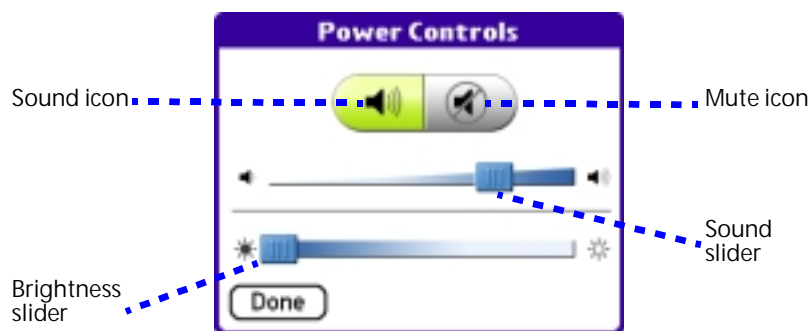 Power Controls
Sound icon
Mute icon
Sound
slider
Brightness
slider
Done